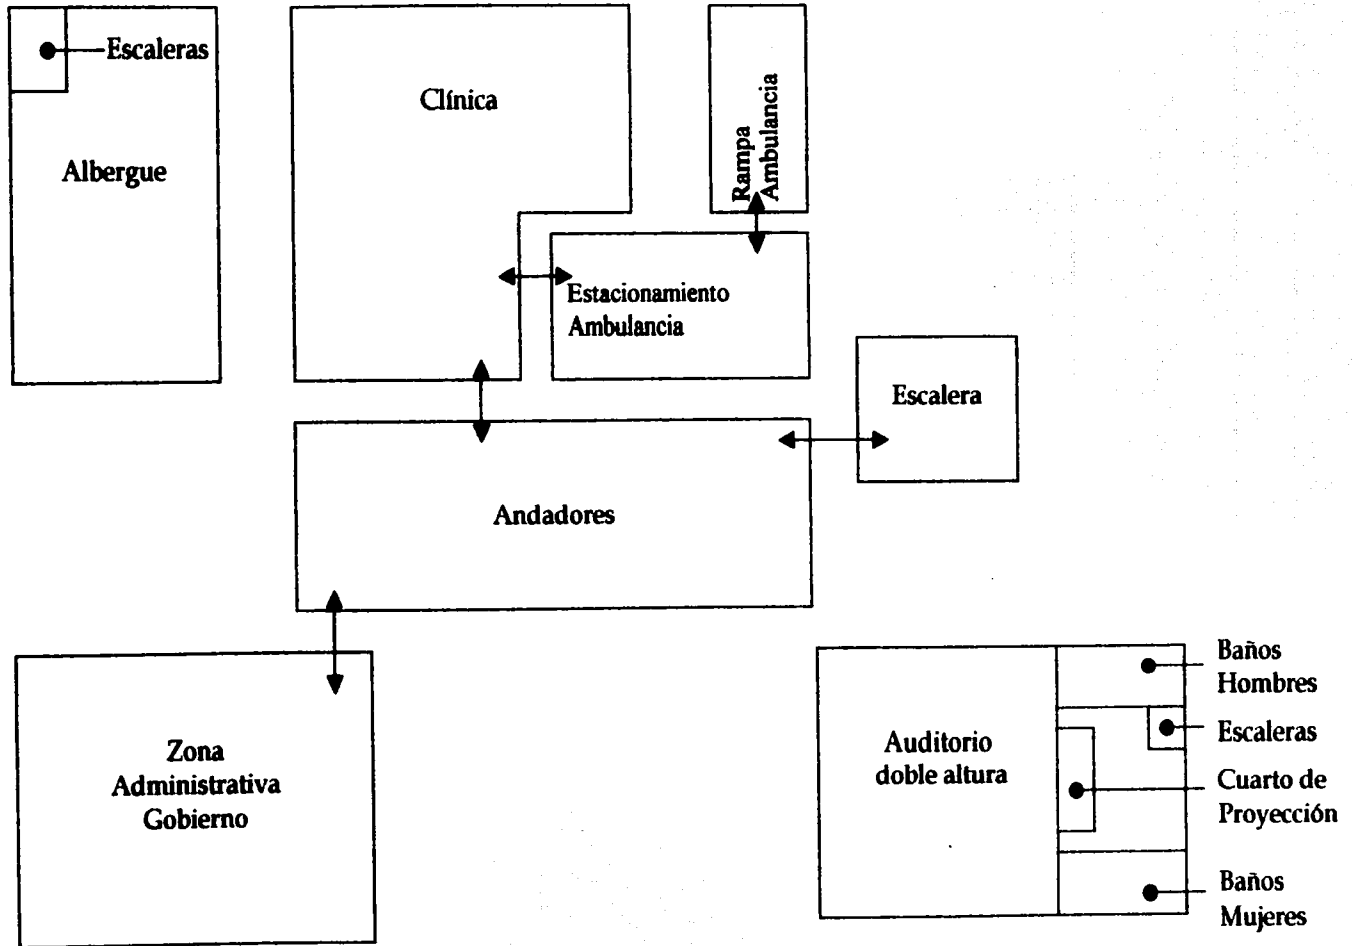 Escaleras
Albergue
Clínica
Rampa
Ambulancia
Estacionamiento
Ambulancia
Escalera
Andadores
Zona
Administrativa
Gobierno
Auditorio
doble altura
Baños
Hombres
Escaleras
Cuarto de
Proyección
Baños
Mujeres